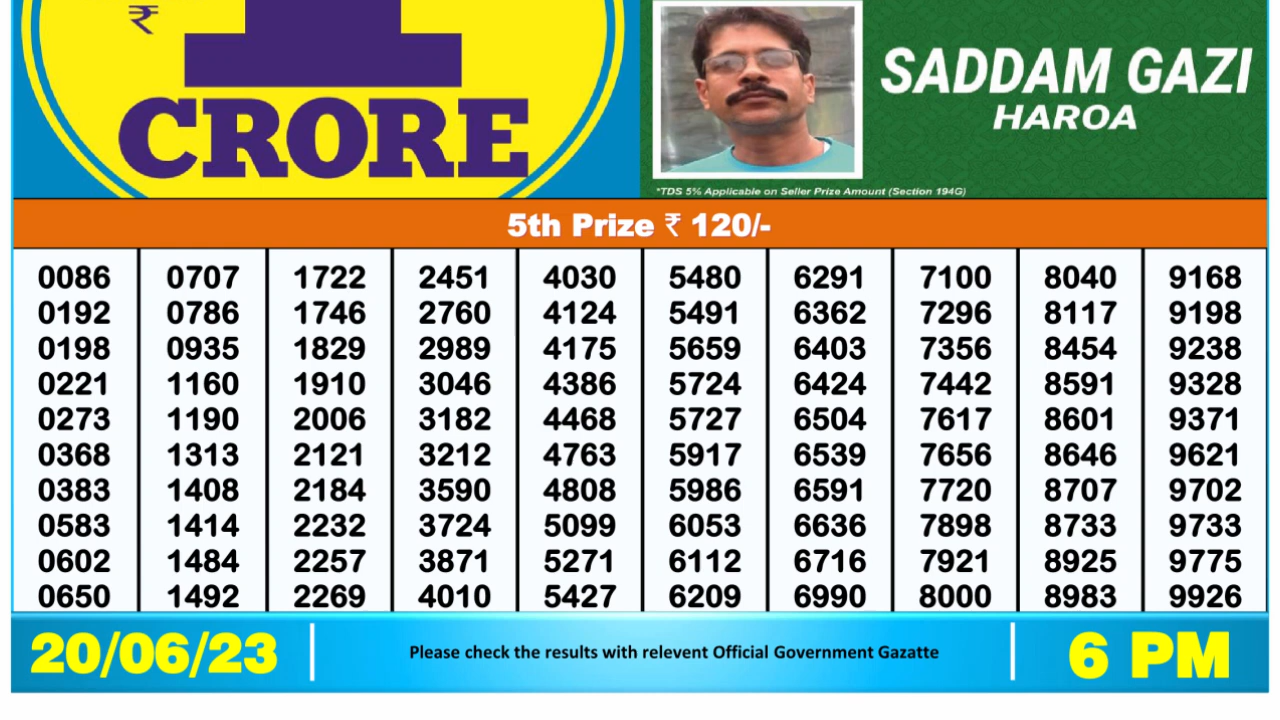 ₹
1
CRORE
SADDAM GAZI
HAROA
*TDS 5% Applicable on Seller Prize Amount (Section 194G)
5th Prize ₹ 120/-
0086 0707 1722 2451 4030 5480 6291 7100 8040 9168
0192 0786 1746 2760 4124 5491 6362 7296 8117 9198
0198 0935 1829 2989 4175 5659 6403 7356 8454 9238
0221 1160 1910 3046 4386 5724 6424 7442 8591 9328
0273 1190 2006 3182 4468 5727 6504 7617 8601 9371
0368 1313 2121 3212 4763 5917 6539 7656 8646 9621
0383 1408 2184 3590 4808 5986 6591 7720 8707 9702
0583 1414 2232 3724 5099 6053 6636 7898 8733 9733
0602 1484 2257 3871 5271 6112 6716 7921 8925 9775
0650 1492 2269 4010 5427 6209 6990 8000 8983 9926
20/06/23
Please check the results with relevent Official Government Gazatte
6 PM